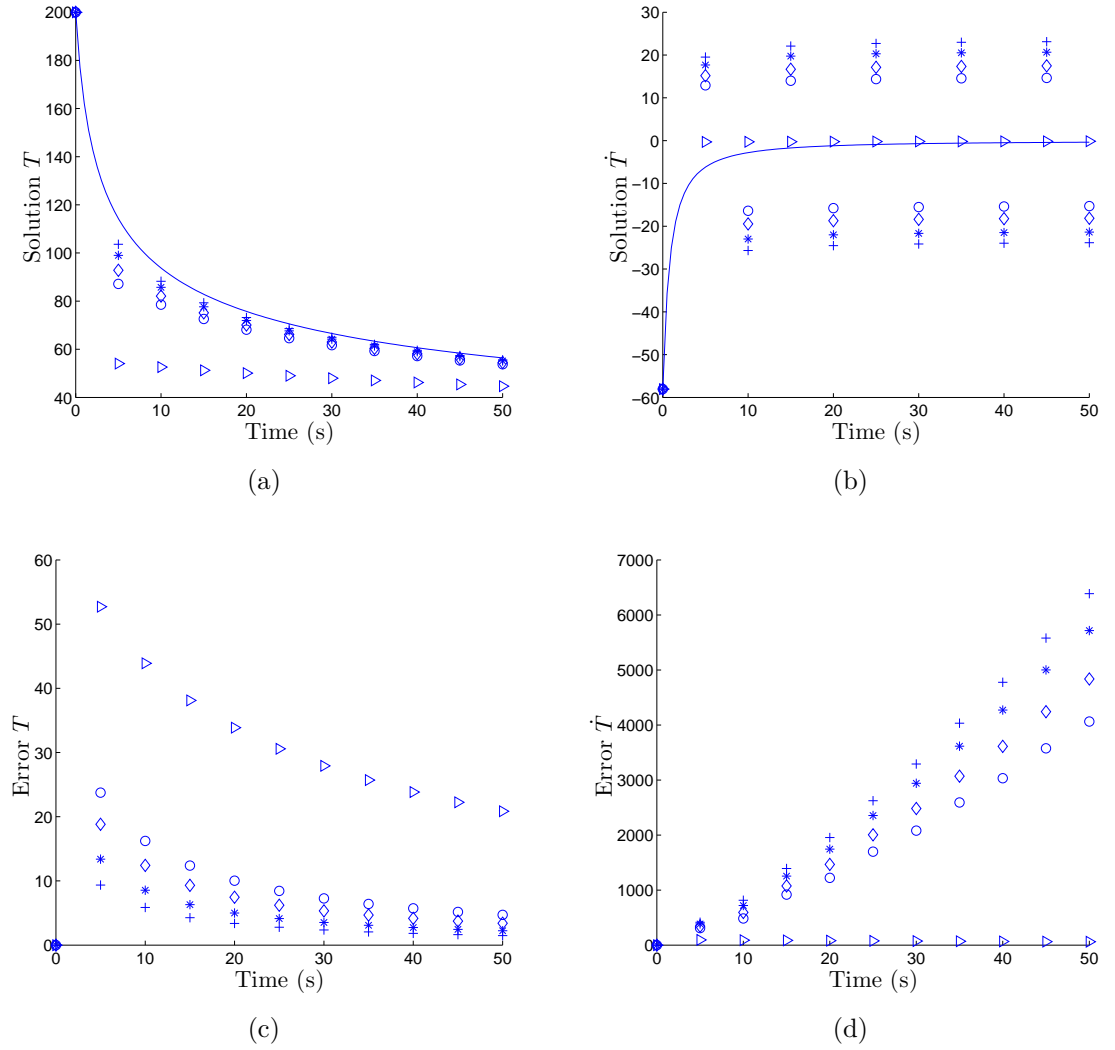 200
180
160
140
120
100
80
60
40
Solution T
0 10 20 30 40 50
Time (s)
(a)
30
20
10
0
−10
−20
−30
−40
−50
−60
Solution Ṫ
0 10 20 30 40 50
Time (s)
(b)
60
50
40
30
20
10
0
Error T
0 10 20 30 40 50
Time (s)
(c)
7000
6000
5000
4000
3000
2000
1000
0
Error Ṫ
0 10 20 30 40 50
Time (s)
(d)